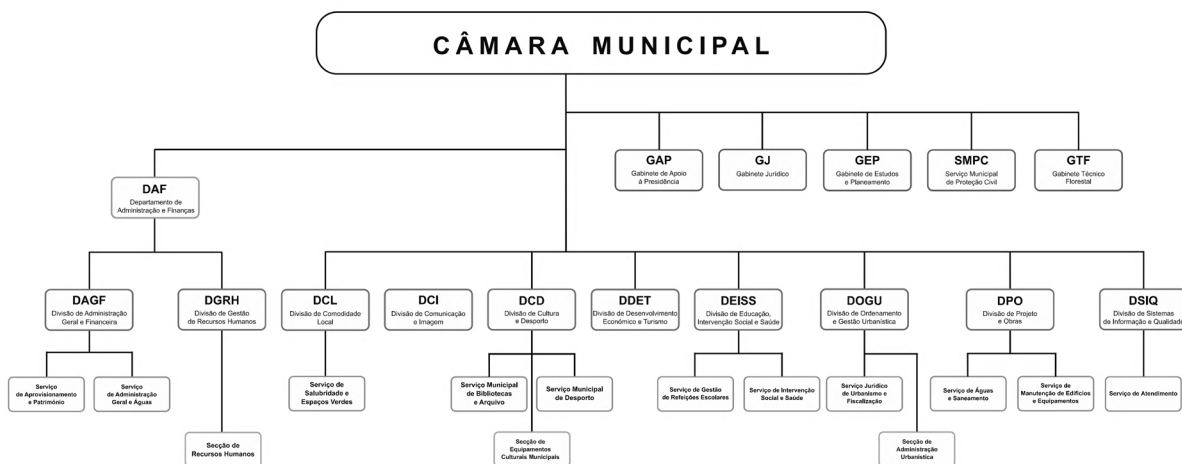 CÂMARA MUNICIPAL
GAP
Gabinete de Apoio
à Presidência
GJ
Gabinete Jurídico
GEP
Gabinete de Estudos
e Planeamento
SMPC
Serviço Municipal
de Proteção Civil
GTF
Gabinete Técnico
Florestal
DAF
Departamento de
Administração e Finanças
DAGF
Divisão de Administração
Geral e Financeira
DGRH
Divisão de Gestão
de Recursos Humanos
DCL
Divisão de Comodidade
Local
DCI
Divisão de Comunicação
e Imagem
DCD
Divisão de Cultura
e Desporto
DDET
Divisão de Desenvolvimento
Económico e Turismo
DEISS
Divisão de Educação,
Intervenção Social e Saúde
DOGU
Divisão de Ordenamento
e Gestão Urbanística
DPO
Divisão de Projeto
e Obras
DSIQ
Divisão de Sistemas
de Informação e Qualidade
Serviço
de Aprovisionamento
e Património
Serviço
de Administração
Geral e Águas
Serviço de
Salubridade e
Espaços Verdes
Serviço Municipal
de Bibliotecas
e Arquivo
Serviço Municipal
de Desporto
Serviço de Gestão
de Refeições Escolares
Serviço de Intervenção
Social e Saúde
Serviço Jurídico
de Urbanismo e
Fiscalização
Serviço de Águas
e Saneamento
Serviço de
Manutenção de Edifícios
e Equipamentos
Serviço de Atendimento
Secção de
Recursos Humanos
Secção de
Equipamentos
Culturais Municipais
Secção de
Administração
Urbanística